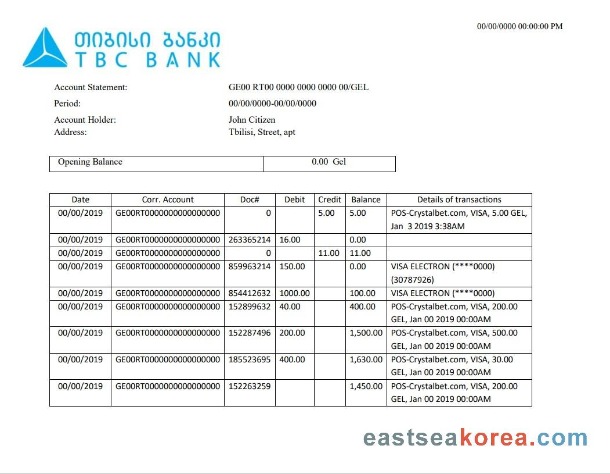 00/00/0000 00:00:00 PM
თიბისი ბანკი
TBC BANK
Account Statement: GE00 RT00 0000 0000 0000 00/GEL
Period: 00/00/0000-00/00/0000
Account Holder: John Citizen
Address: Tbilisi, Street, apt
Opening Balance 0.00 Gel
Date Corr. Account Doc# Debit Credit Balance Details of transactions
00/00/2019 GE00RT0000000000000000 0 5.00 5.00 POS-Crystalbet.com, VISA, 5.00 GEL,
Jan 3 2019 3:38AM
00/00/2019 GE00RT0000000000000000 263365214 16.00 0.00
00/00/2019 GE00RT0000000000000000 0 11.00 11.00
00/00/2019 GE00RT0000000000000000 859963214 150.00 0.00 VISA ELECTRON (****0000)
(30787926)
00/00/2019 GE00RT0000000000000000 854412632 1000.00 100.00 VISA ELECTRON (****0000)
00/00/2019 GE00RT0000000000000000 152899632 40.00 400.00 POS-Crystalbet.com, VISA, 200.00
GEL, Jan 00 2019 00:00AM
00/00/2019 GE00RT0000000000000000 152287496 200.00 1,500.00 POS-Crystalbet.com, VISA, 500.00
GEL, Jan 00 2019 00:00AM
00/00/2019 GE00RT0000000000000000 185523695 400.00 1,630.00 POS-Crystalbet.com, VISA, 30.00
GEL, Jan 00 2019 00:00AM
00/00/2019 GE00RT0000000000000000 152263259 1,450.00 POS-Crystalbet.com, VISA, 200.00
GEL, Jan 00 2019 00:00AM
eastseakorea.com